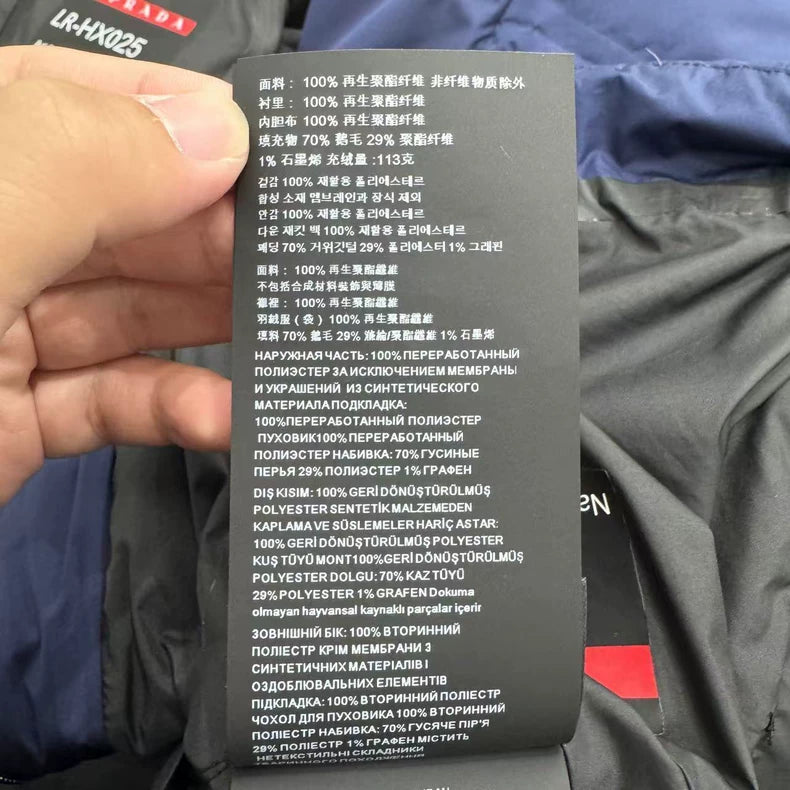 PRADA
LR-HX025
面料： 100% 再生聚酯纤维 非纤维物质除外
衬里： 100% 再生聚酯纤维
内胆布 100% 再生聚酯纤维
填充物 70% 鹅毛 29% 聚酯纤维
1% 石墨烯 充绒量：113克
겉감 100% 재활용 폴리에스테르
합성 소재 멤브레인과 장식 제외
안감 100% 재활용 폴리에스테르
다운 재킷 백 100% 재활용 폴리에스테르
패딩 70% 거위깃털 29% 폴리에스터 1% 그래핀
面料： 100% 再生聚酯纖維
不包括合成材料裝飾與薄膜
襯裡： 100% 再生聚酯纖維
羽絨服（袋）100% 再生聚酯纖維
填料 70% 鵝毛 29% 滌綸/聚酯纖維 1% 石墨烯
НАРУЖНАЯ ЧАСТЬ: 100% ПЕРЕРАБОТАННЫЙ
ПОЛИЭСТЕР ЗА ИСКЛЮЧЕНИЕМ МЕМБРАНЫ
И УКРАШЕНИЙ ИЗ СИНТЕТИЧЕСКОГО
МАТЕРИАЛА ПОДКЛАДКА:
100%ПЕРЕРАБОТАННЫЙ ПОЛИЭСТЕР
ПУХОВИК100% ПЕРЕРАБОТАННЫЙ
ПОЛИЭСТЕР НАБИВКА: 70% ГУСИНЫЕ
ПЕРЬЯ 29% ПОЛИЭСТЕР 1% ГРАФЕН
DIŞ KISIM: 100% GERİ DÖNÜŞTÜRÜLMÜŞ
POLYESTER SENTETİK MALZEMEDEN
KAPLAMA VE SÜSLEMELER HARİÇ ASTAR:
100% GERİ DÖNÜŞTÜRÜLMÜŞ POLYESTER
KUŞ TÜYÜ MONT100%GERİ DÖNÜŞTÜRÜLMÜŞ
POLYESTER DOLGU: 70% KAZ TÜYÜ
29% POLYESTER 1% GRAFEN Dokuma
olmayan hayvansal kaynaklı parçalar içerir
ЗОВНІШНІЙ БІК: 100% ВТОРИННИЙ
ПОЛІЕСТР КРІМ МЕМБРАНИ З
СИНТЕТИЧНИХ МАТЕРІАЛІВ І
ОЗДОБЛЮВАЛЬНИХ ЕЛЕМЕНТІВ
ПІДКЛАДКА: 100% ВТОРИННИЙ ПОЛІЕСТР
ЧОХОЛ ДЛЯ ПУХОВИКА 100% ВТОРИННИЙ
ПОЛІЕСТР НАБИВКА: 70% ГУСЯЧЕ ПІР'Я
29% ПОЛІЕСТР 1% ГРАФЕН МІСТИТЬ
НЕТЕКСТИЛЬНІ СКЛАДНИКИ
ТВАРИННОГО ПОХОДЖЕННЯ
Na